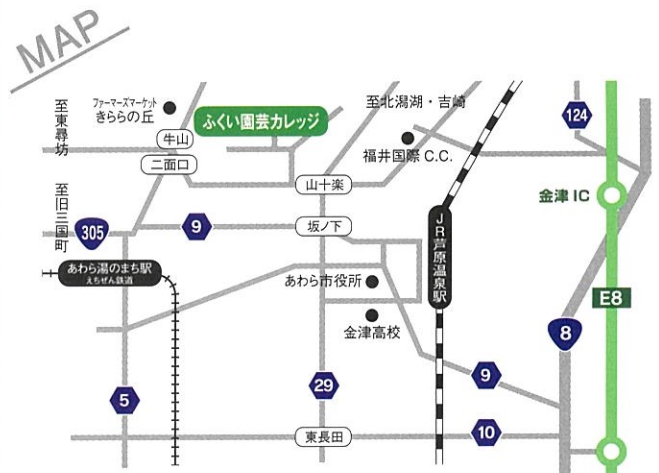 MAP
至東尋坊
ファーマーズマーケット
きららの丘
ふくい園芸カレッジ
至北潟湖・吉崎
福井国際C.C.
124
牛山
二面口
山十楽
金津IC
至旧三国町
305
9
坂ノ下
JR芦原温泉駅
あわら湯のまち駅
えちぜん鉄道
あわら市役所
E8
金津高校
8
5
29
9
東長田
10